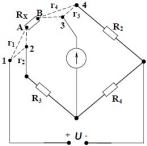 4
B
r₄
Rₓ
3
r₃
R₂
A
r₁
2
1
r₂
R₃
R₄
+ U -